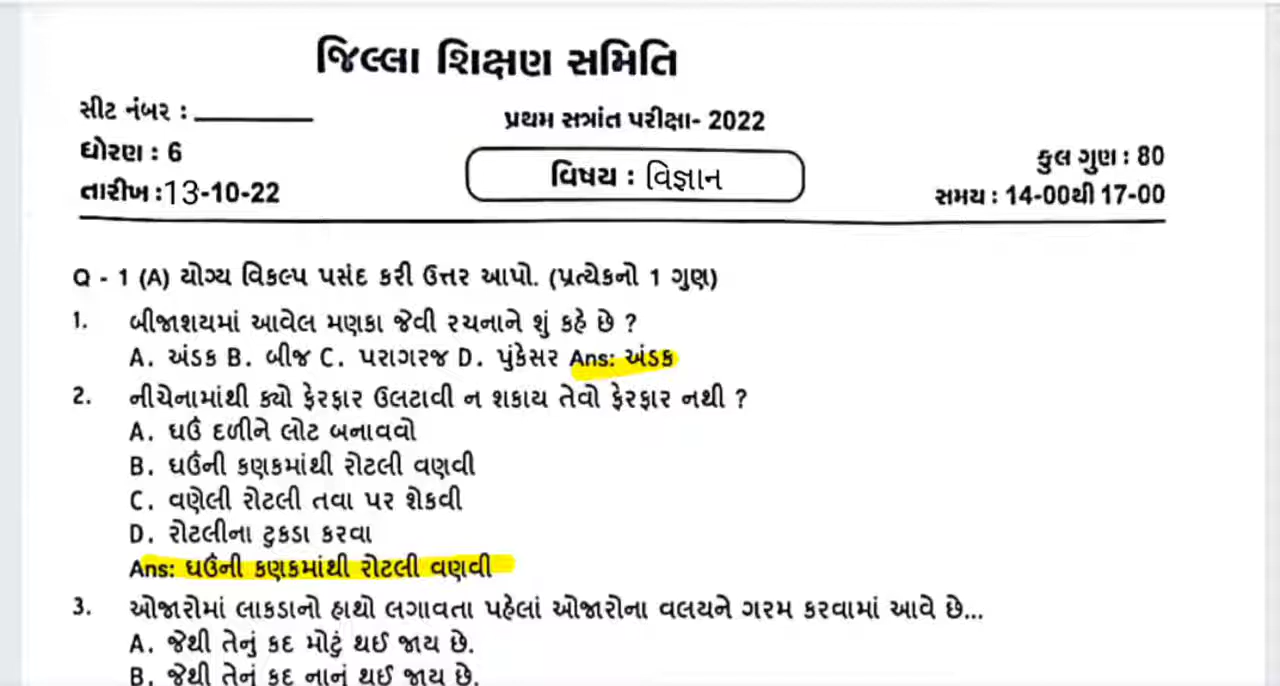 જિલ્લા શિક્ષણ સમિતિ
સીટ નંબર : ________
પ્રથમ સત્રાંત પરીક્ષા- 2022
ધોરણ : 6
કુલ ગુણ : 80
વિષય : વિજ્ઞાન
તારીખ :13-10-22
સમય : 14-00થી 17-00
Q - 1 (A) યોગ્ય વિકલ્પ પસંદ કરી ઉત્તર આપો. (પ્રત્યેકનો 1 ગુણ)
1. બીજાશયમાં આવેલ મણકા જેવી રચનાને શું કહે છે ?
A. અંડક B. બીજ C. પરાગરજ D. પુંકેસર Ans: અંડક
2. નીચેનામાંથી ક્યો ફેરફાર ઉલટાવી ન શકાય તેવો ફેરફાર નથી ?
A. ઘઉં દળીને લોટ બનાવવો
B. ઘઉંની કણકમાંથી રોટલી વણવી
C. વણેલી રોટલી તવા પર શેકવી
D. રોટલીના ટુકડા કરવા
Ans: ઘઉંની કણકમાંથી રોટલી વણવી
3. ઓજારોમાં લાકડાનો હાથો લગાવતા પહેલાં ઓજારોના વલયને ગરમ કરવામાં આવે છે...
A. જેથી તેનું કદ મોટું થઈ જાય છે.
B. જેથી તેનું કદ નાનું થઈ જાય છે.